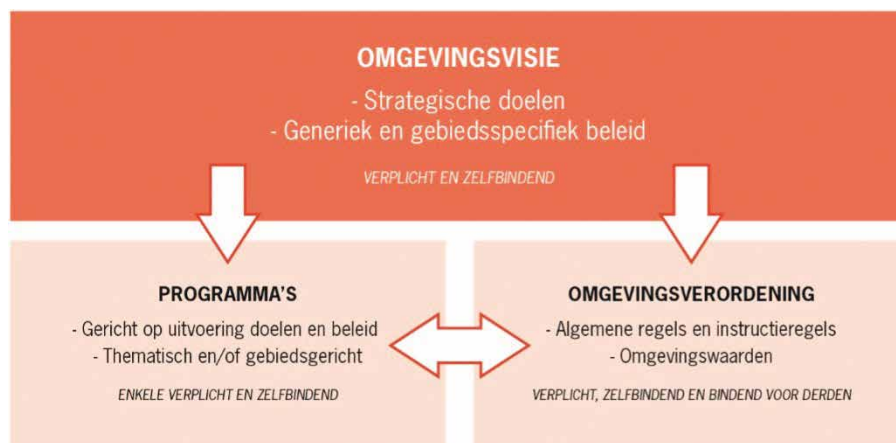 OMGEVINGSVISIE
- Strategische doelen
- Generiek en gebiedsspecifiek beleid
VERPLICHT EN ZELFBINDEND
PROGRAMMA'S
- Gericht op uitvoering doelen en beleid
- Thematisch en/of gebiedsgericht
ENKELE VERPLICHT EN ZELFBINDEND
OMGEVINGSVERORDENING
- Algemene regels en instructieregels
- Omgevingswaarden
VERPLICHT, ZELFBINDEND EN BINDEND VOOR DERDEN